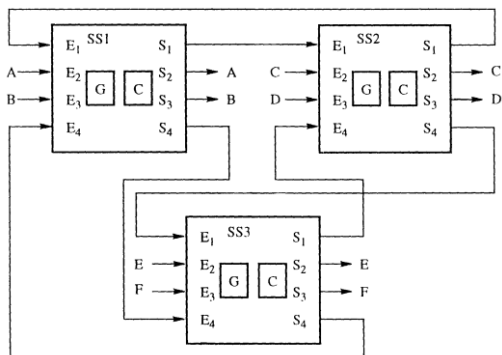 SS1
E1 S1
A E2 S2 A
G C
B E3 S3 B
E4 S4
SS2
E1 S1
C E2 S2 C
G C
D E3 S3 D
E4 S4
SS3
E1 S1
E E2 S2 E
G C
F E3 S3 F
E4 S4